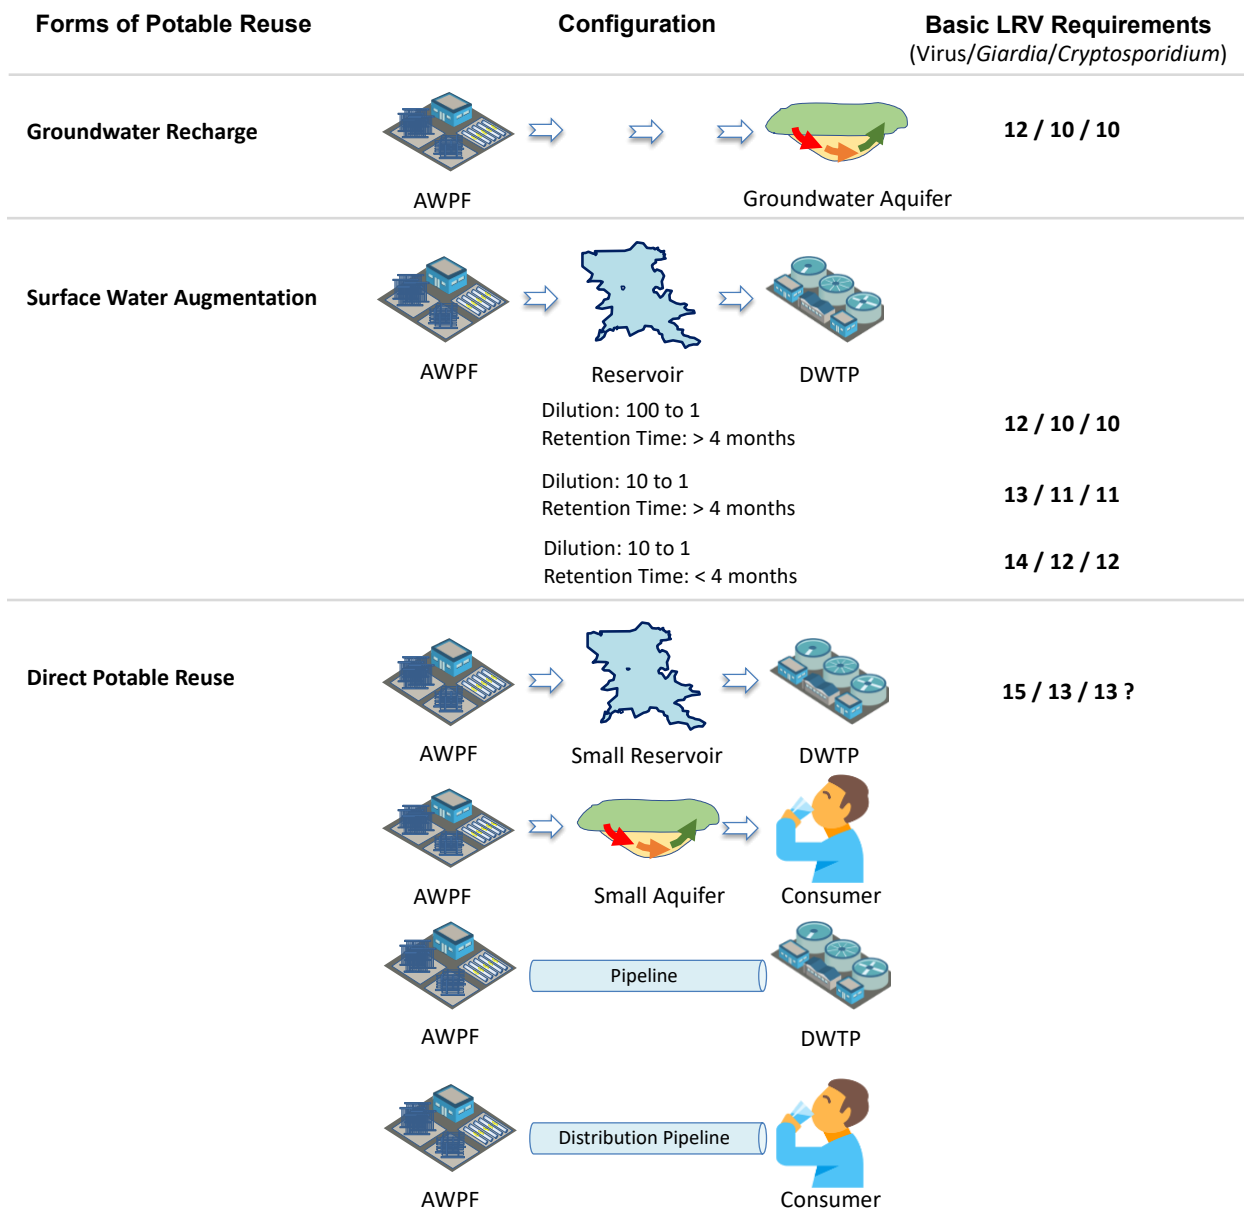 Forms of Potable Reuse
Configuration
Basic LRV Requirements
(Virus/Giardia/Cryptosporidium)
Groundwater Recharge
12 / 10 / 10
AWPF
Groundwater Aquifer
Surface Water Augmentation
AWPF
Reservoir
DWTP
Dilution: 100 to 1
Retention Time: > 4 months
12 / 10 / 10
Dilution: 10 to 1
Retention Time: > 4 months
13 / 11 / 11
Dilution: 10 to 1
Retention Time: < 4 months
14 / 12 / 12
Direct Potable Reuse
15 / 13 / 13 ?
AWPF
Small Reservoir
DWTP
AWPF
Small Aquifer
Consumer
Pipeline
AWPF
DWTP
Distribution Pipeline
AWPF
Consumer